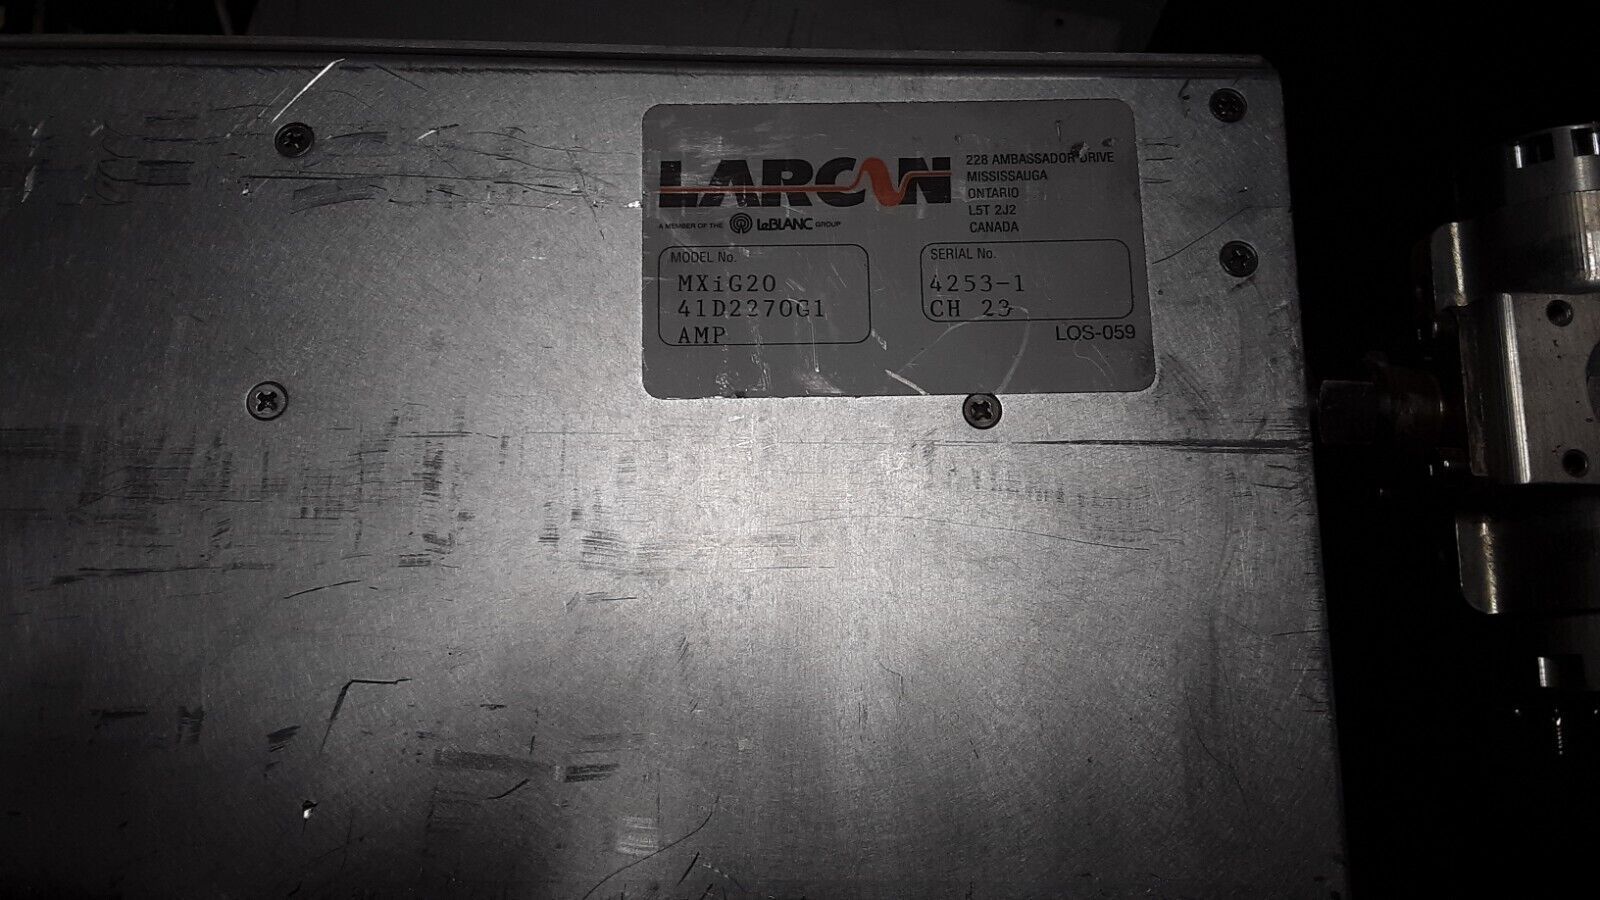 LARCAN
228 AMBASSADOR DRIVE
MISSISSAUGA
ONTARIO
L5T 2J2
CANADA
A MEMBER OF THE LeBLANC GROUP
MODEL No.
MXiG20
41D2270G1
AMP
SERIAL No.
4253-1
CH 23
LQS-059